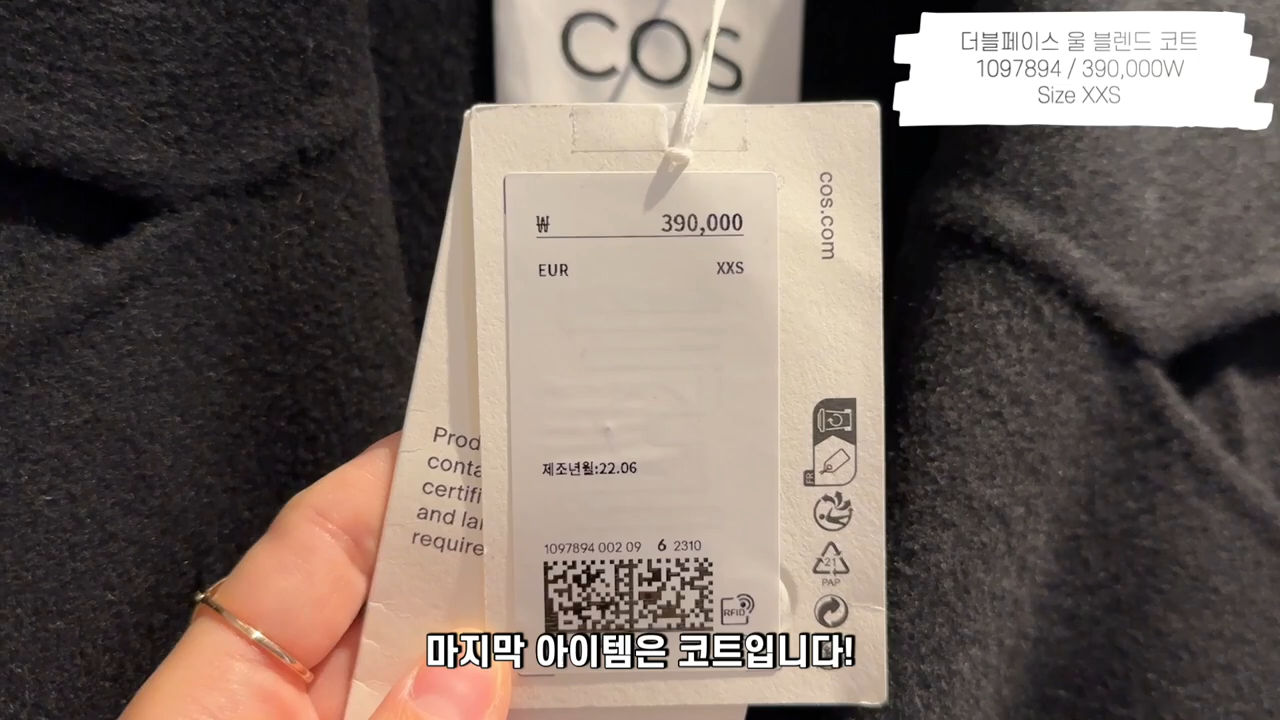 COS
더블페이스 울 블렌드 코트
1097894 / 390,000W
Size XXS
cos.com
₩ 390,000
EUR XXS
제조년월:22.06
1097894 002 09 6 2310
RFID
Prod
conta
certifi
and la
require
FR
21
PAP
마지막 아이템은 코트입니다!